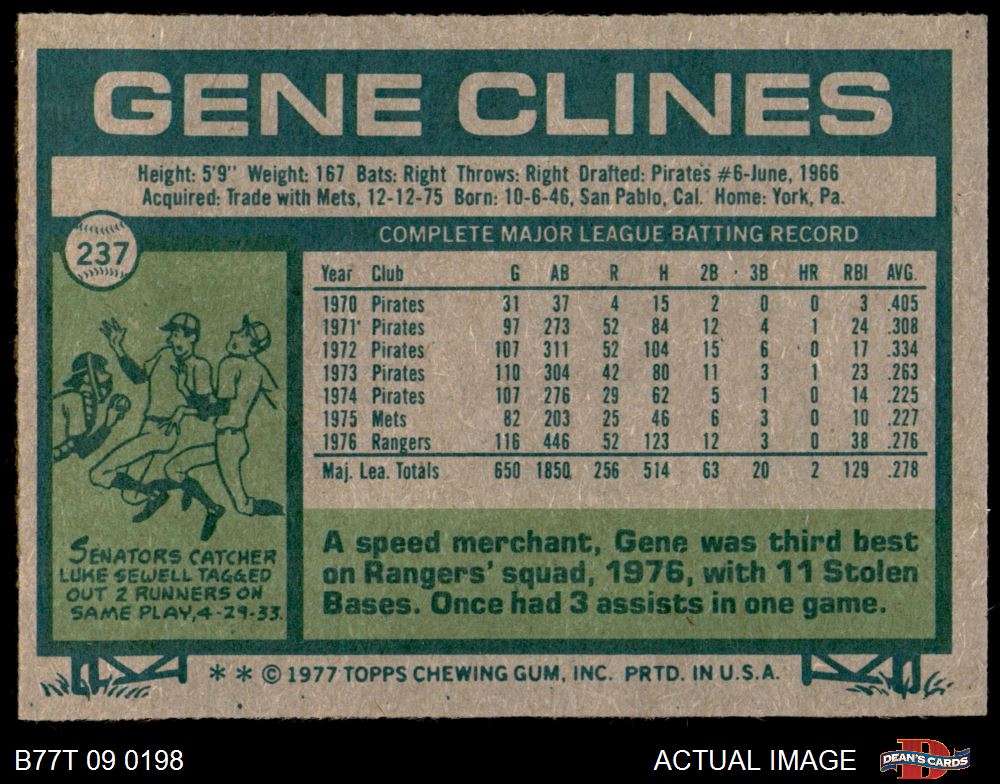 GENE CLINES
Height: 5'9" Weight: 167 Bats: Right Throws: Right Drafted: Pirates #6-June, 1966
Acquired: Trade with Mets, 12-12-75 Born: 10-6-46, San Pablo, Cal. Home: York, Pa.
237
COMPLETE MAJOR LEAGUE BATTING RECORD
Year Club G AB R H 2B 3B HR RBI AVG.
1970 Pirates 31 37 4 15 2 0 0 3 .405
1971 Pirates 97 273 52 84 12 4 1 24 .308
1972 Pirates 107 311 52 104 15 6 0 17 .334
1973 Pirates 110 304 42 80 11 3 1 23 .263
1974 Pirates 107 276 29 62 5 1 0 14 .225
1975 Mets 82 203 25 46 6 3 0 10 .227
1976 Rangers 116 446 52 123 12 3 0 38 .276
Maj. Lea. Totals 650 1850 256 514 63 20 2 129 .278
SENATORS CATCHER
LUKE SEWELL TAGGED
OUT 2 RUNNERS ON
SAME PLAY, 4-29-33.
A speed merchant, Gene was third best
on Rangers' squad, 1976, with 11 Stolen
Bases. Once had 3 assists in one game.
* * © 1977 TOPPS CHEWING GUM, INC. PRTD. IN U.S.A.
B77T 09 0198
ACTUAL IMAGE
DEAN'S CARDS